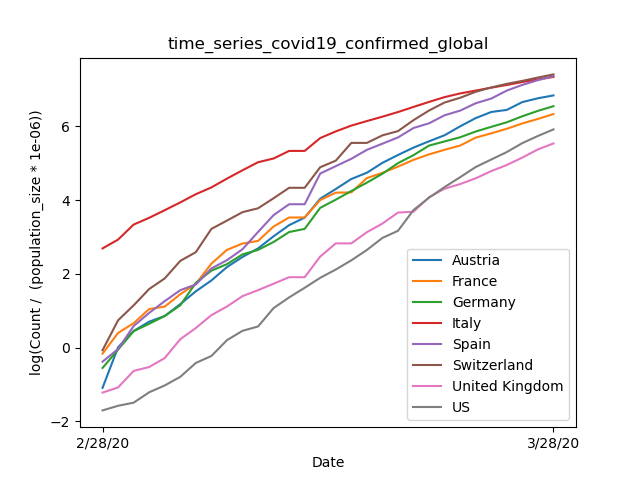 time_series_covid19_confirmed_global
log(Count /  (population_size * 1e-06))
6
4
2
0
−2
Austria
France
Germany
Italy
Spain
Switzerland
United Kingdom
US
2/28/20
3/28/20
Date